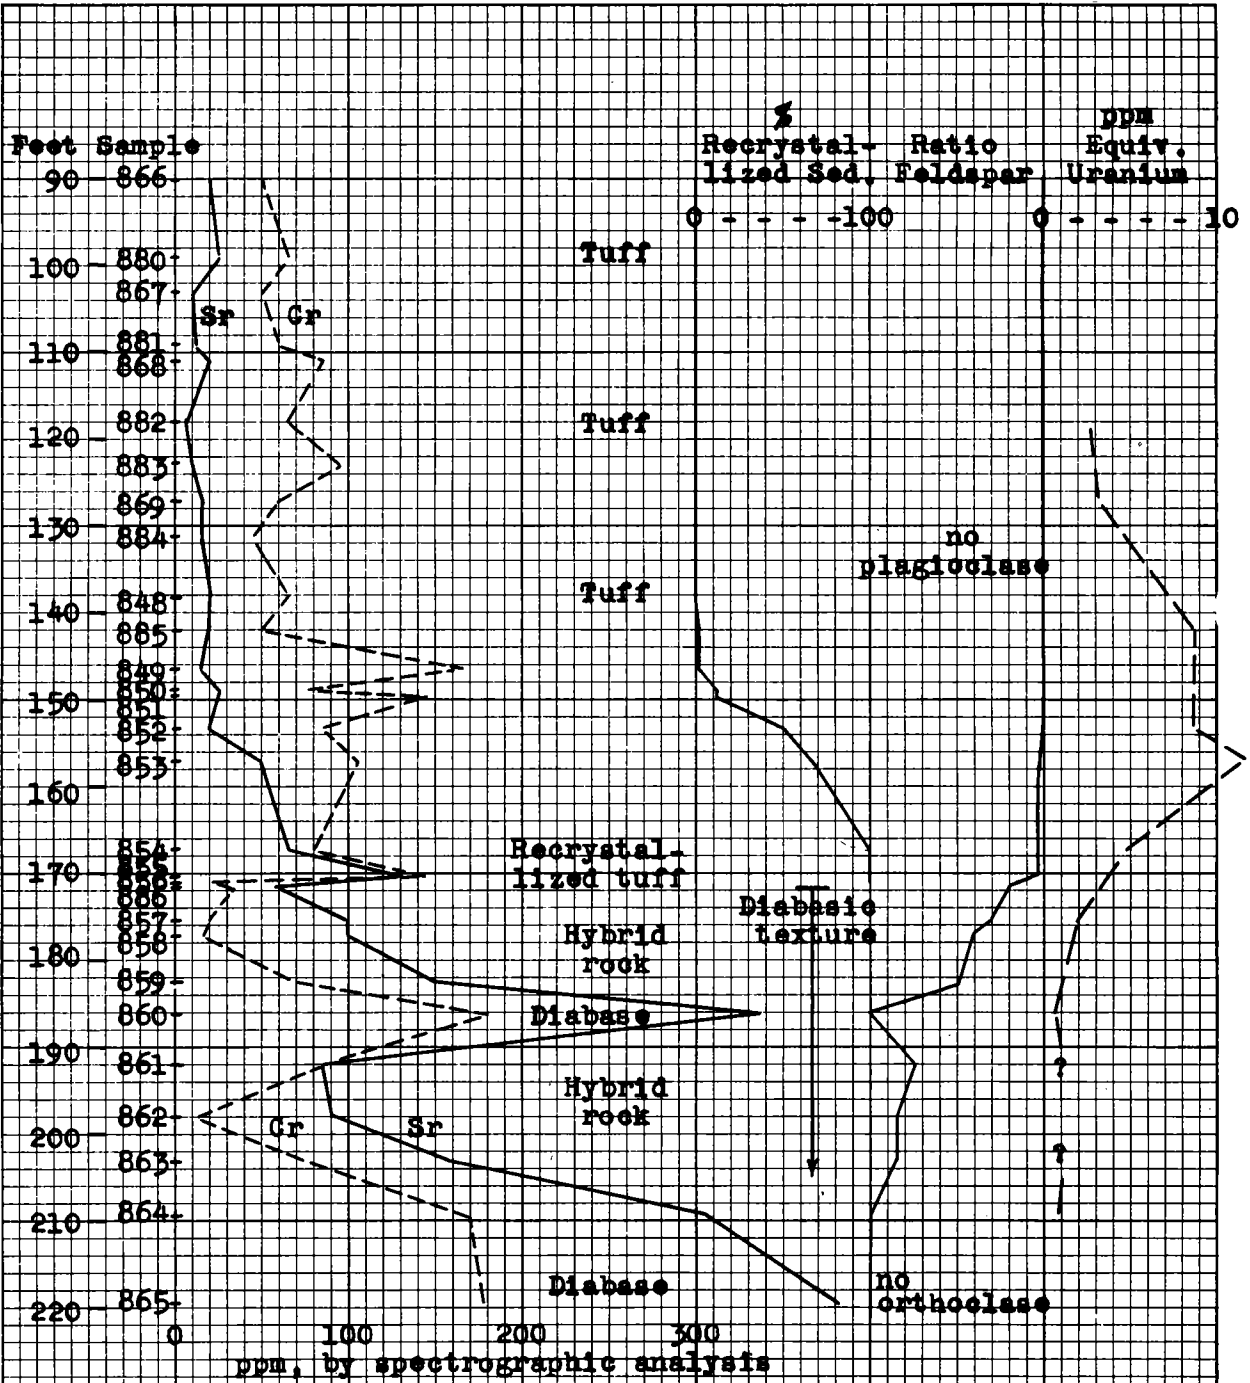 %
ppm
Feet Sample
Recrystal-
lized Sed.
Ratio
Feldspar
Equiv.
Uranium
90 866
0 - - - - -100
0 - - - - - 10
Tuff
100
880
867
Sr
Cr
881
110
868
882
Tuff
120
883
869
130
884
no
plagioclase
848
Tuff
140
885
849
850
150
851
852
853
160
854
Recrystal-
lized tuff
170
886
Diabasic
texture
857
858
Hybrid
rock
180
859
860
Diabase
190
861
Hybrid
rock
862
Cr
Sr
200
863
864
210
?
?
Diabase
no
orthoclase
865
220
0
100
200
300
ppm, by spectrographic analysis